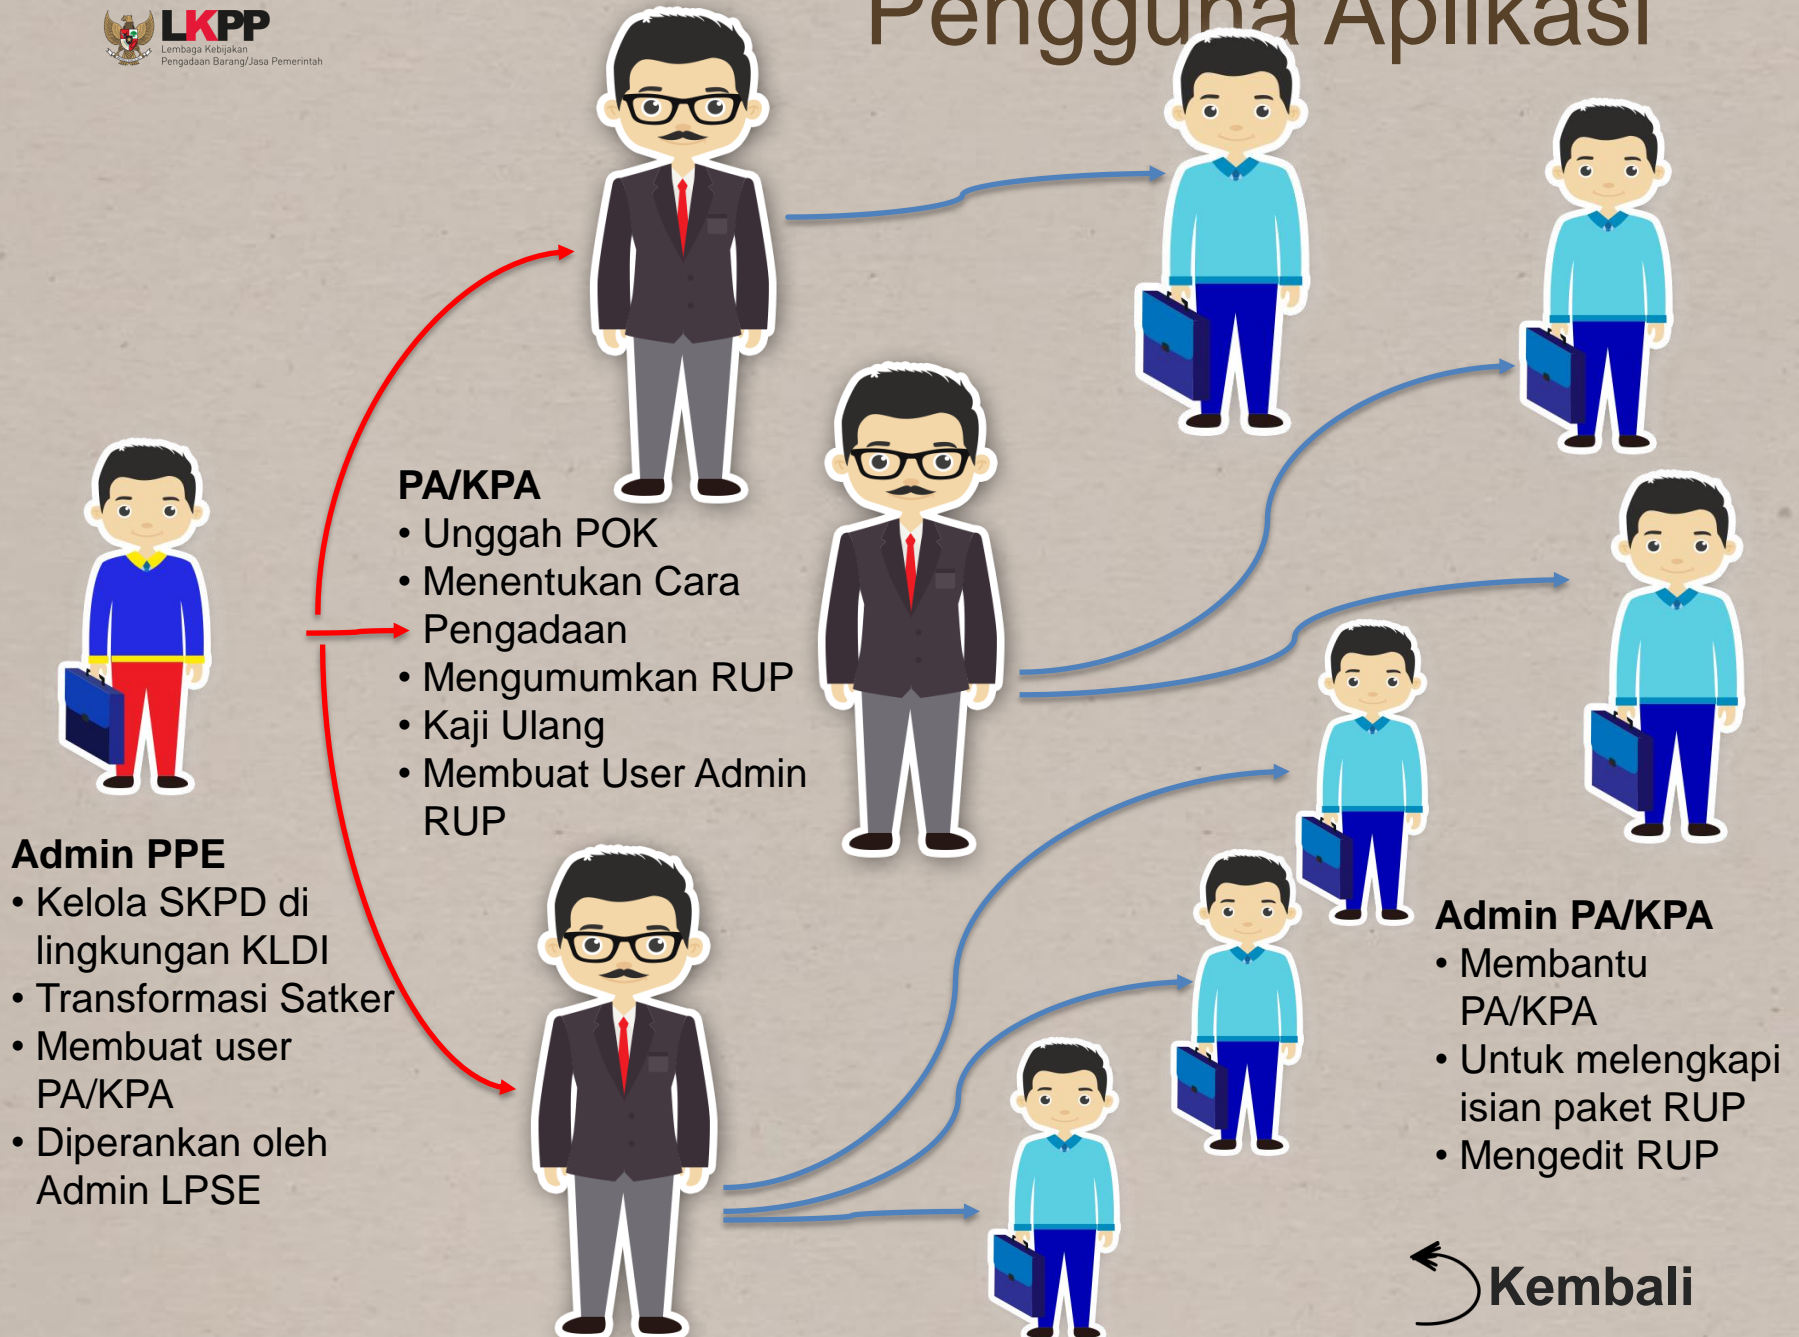 LKPP
Lembaga Kebijakan
Pengadaan Barang/Jasa Pemerintah
Pengguna Aplikasi
PA/KPA
• Unggah POK
• Menentukan Cara
Pengadaan
• Mengumumkan RUP
• Kaji Ulang
• Membuat User Admin
RUP
Admin PPE
• Kelola SKPD di
lingkungan KLDI
• Transformasi Satker
• Membuat user
PA/KPA
• Diperankan oleh
Admin LPSE
Admin PA/KPA
• Membantu
PA/KPA
• Untuk melengkapi
isian paket RUP
• Mengedit RUP
Kembali